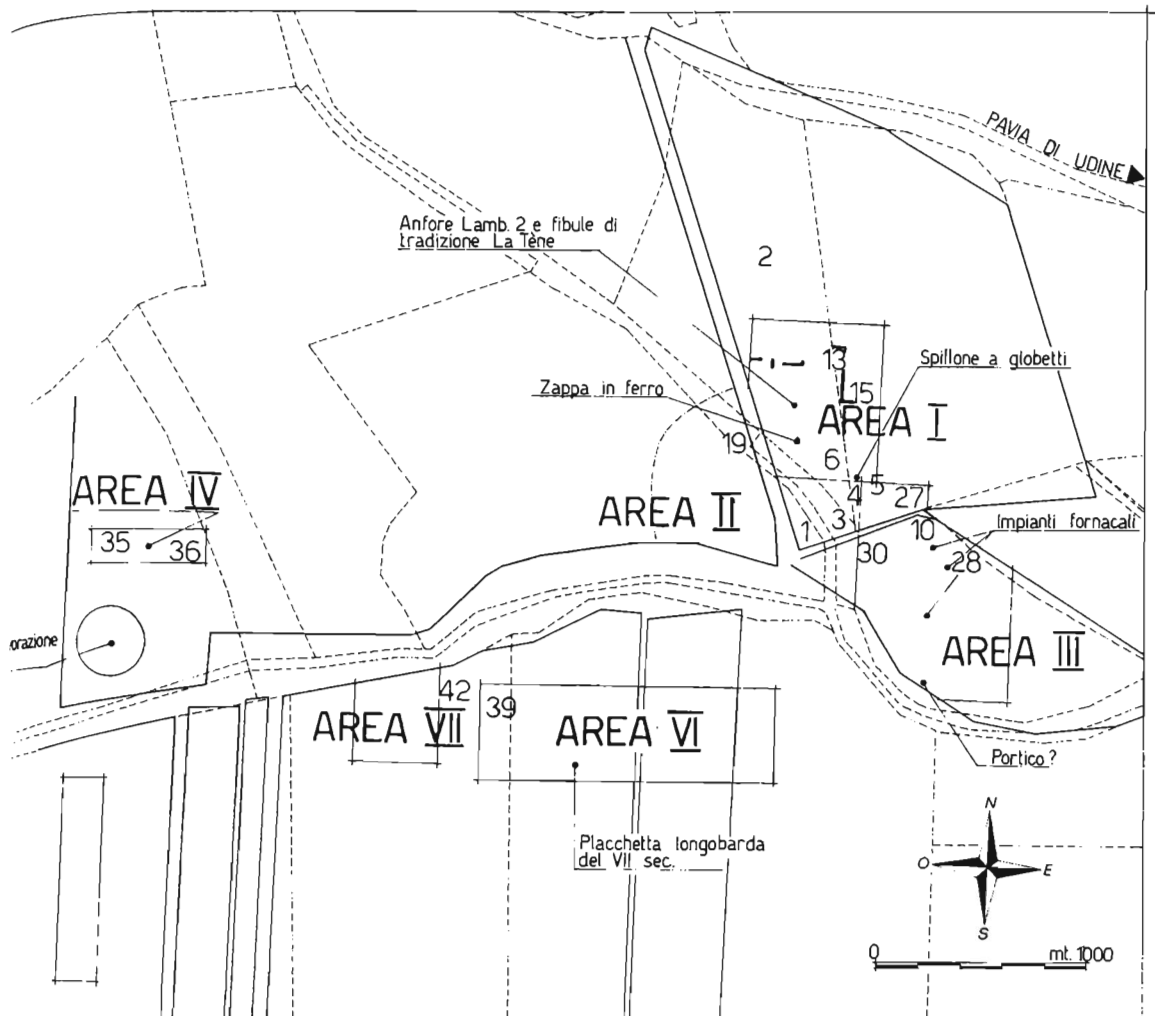 PAVIA DI UDINE
Anfore Lamb. 2 e fibule di
tradizione La Tène
2
Spillone a globetti
13
15
Zappa in ferro
AREA I
19
6
5
4
27
AREA IV
AREA II
3
1
10
Impianti fornacali
35
36
30
28
orazione
AREA III
42
39
AREA VII
AREA VI
Portico?
Placchetta longobarda
del VII sec.
N
O
E
S
0
mt. 1000